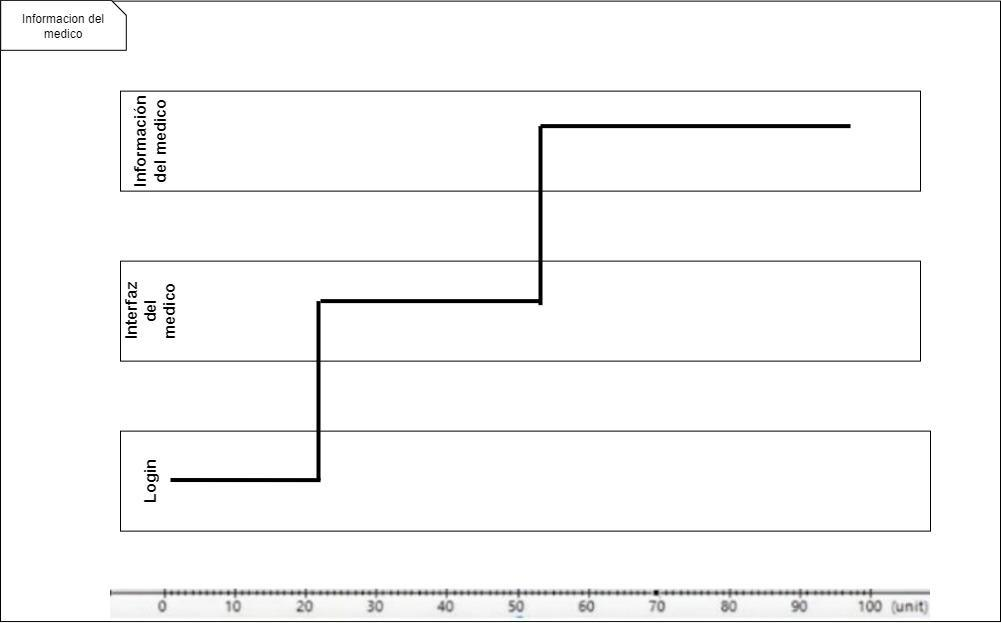 Informacion del
medico
Información
del medico
Interfaz
del
medico
Login
0 10 20 30 40 50 60 70 80 90 100 (unit)